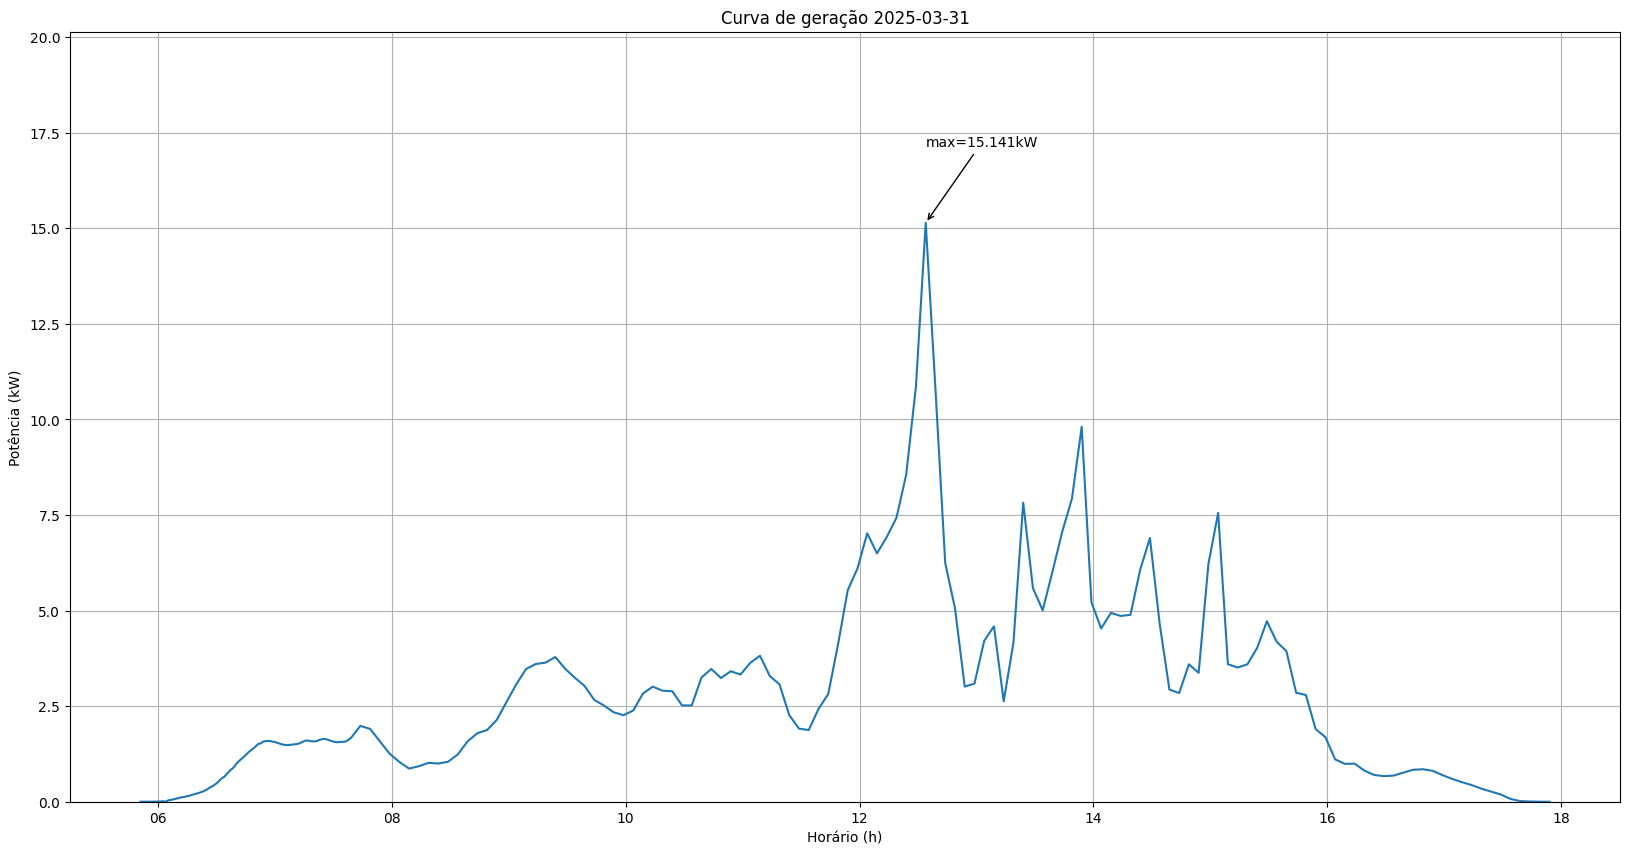 Curva de geração 2025-03-31
20.0
17.5
max=15.141kW
15.0
12.5
10.0
7.5
5.0
2.5
0.0
Potência (kW)
06 08 10 12 14 16 18
Horário (h)